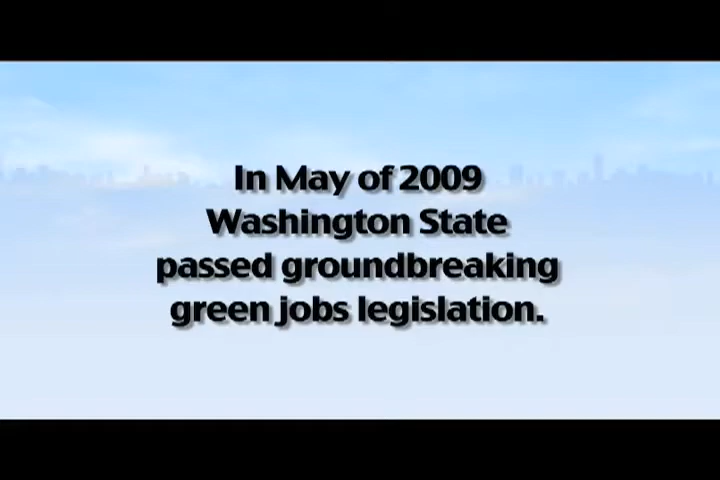 In May of 2009
Washington State
passed groundbreaking
green jobs legislation.